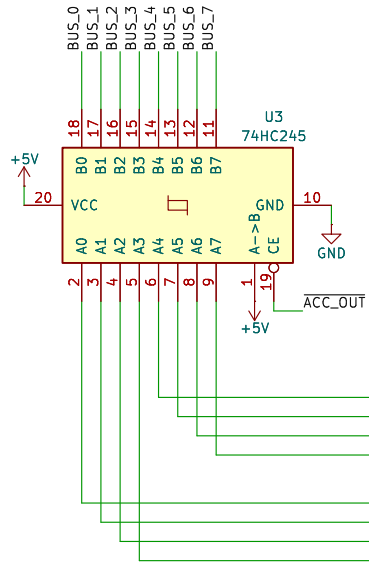 BUS_0
BUS_1
BUS_2
BUS_3
BUS_4
BUS_5
BUS_6
BUS_7
18
17
16
15
14
13
12
11
U3
74HC245
B0
B1
B2
B3
B4
B5
B6
B7
+5V
20
VCC
GND
10
GND
A0
A1
A2
A3
A4
A5
A6
A7
A->B
CE
2
3
4
5
6
7
8
9
1
19
ACC_OUT
+5V